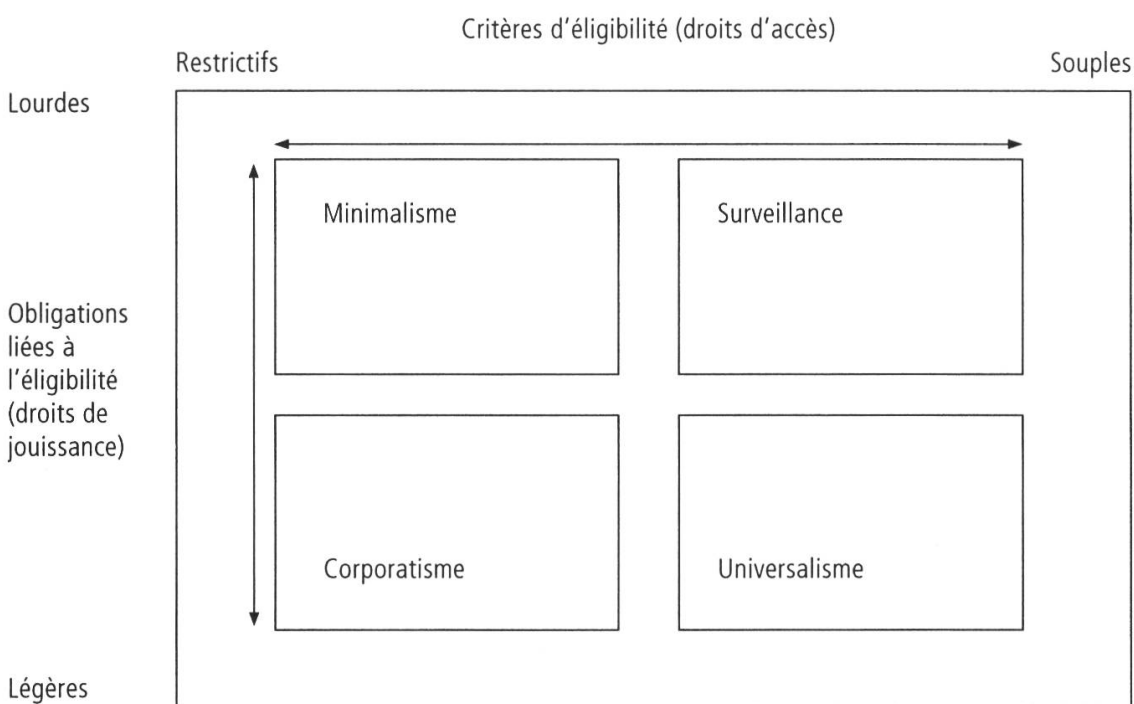 Critères d'éligibilité (droits d'accès)
Restrictifs
Souples
Lourdes
Minimalisme
Surveillance
Obligations
liées à
l'éligibilité
(droits de
jouissance)
Corporatisme
Universalisme
Légères